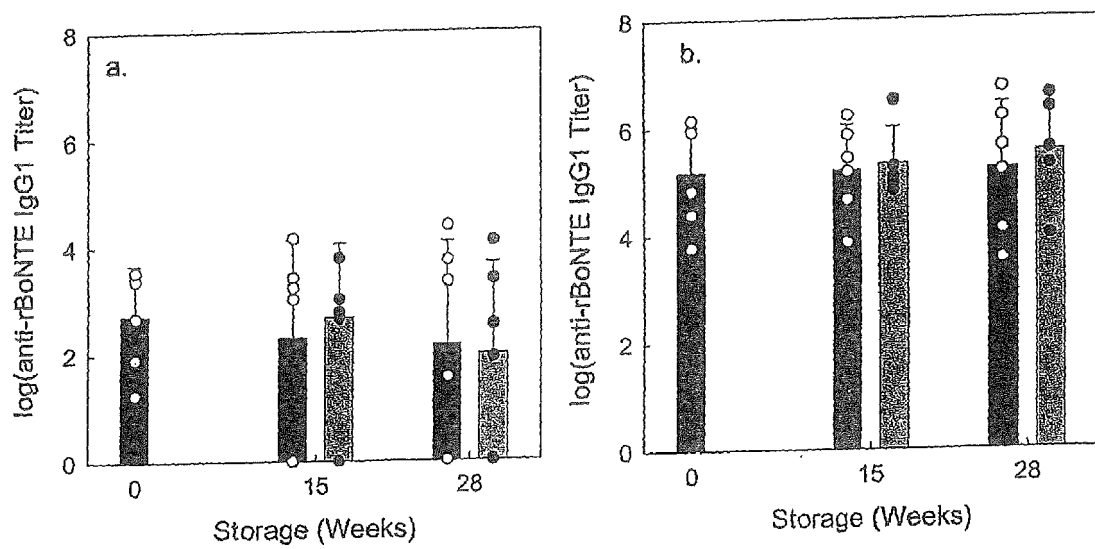 a.
log(anti-rBoNTE IgG1 Titer)
8
6
4
2
0
0 15 28
Storage (Weeks)
b.
log(anti-rBoNTE IgG1 Titer)
8
6
4
2
0
0 15 28
Storage (Weeks)